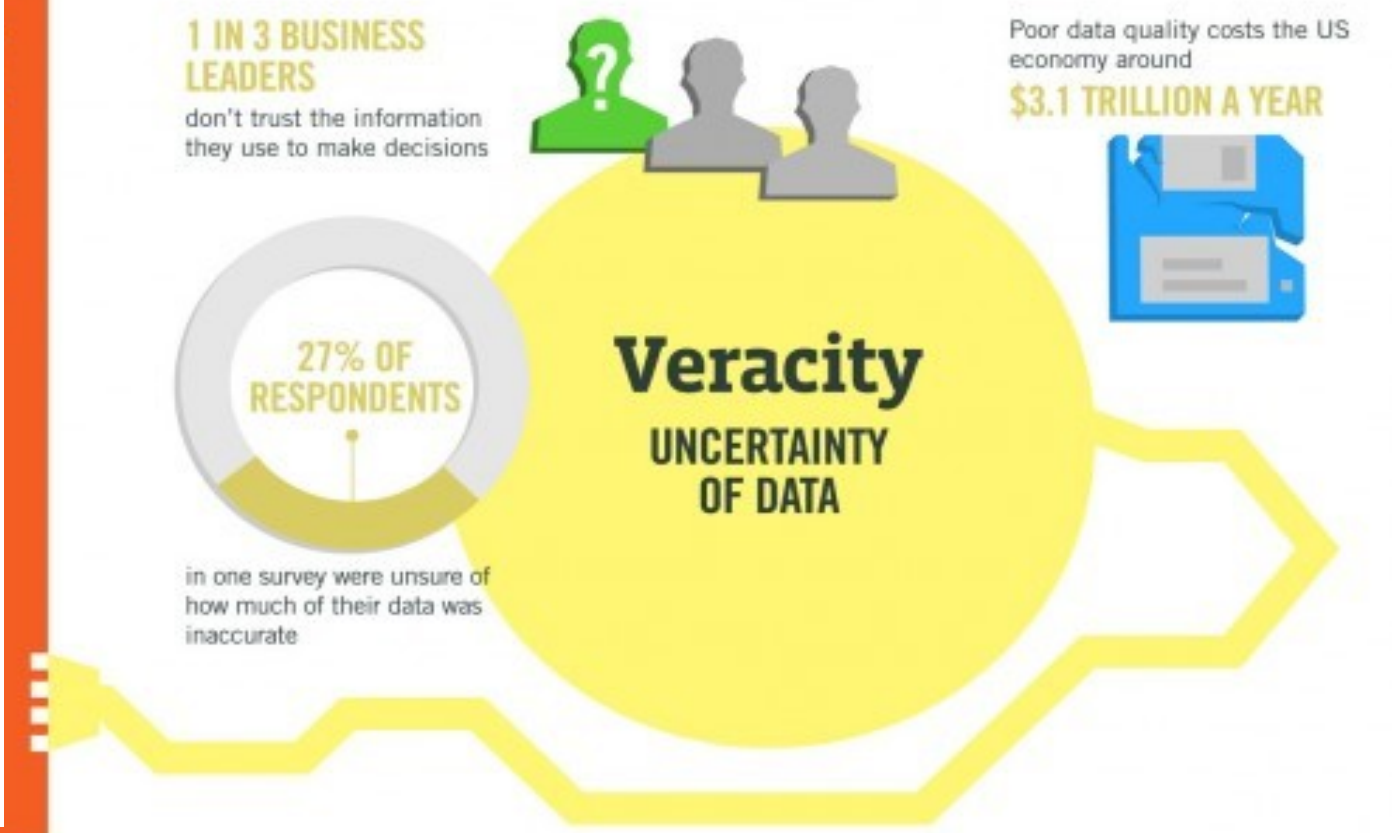 1 IN 3 BUSINESS
LEADERS
don't trust the information
they use to make decisions
?
Poor data quality costs the US
economy around
$3.1 TRILLION A YEAR
27% OF
RESPONDENTS
in one survey were unsure of
how much of their data was
inaccurate
Veracity
UNCERTAINTY
OF DATA